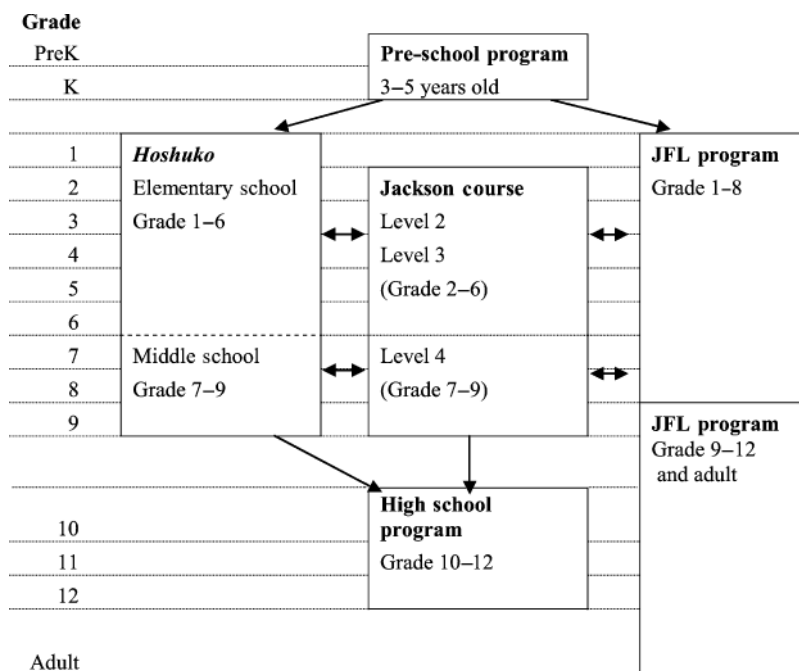 Grade
PreK
K
Pre-school program
3–5 years old
1
2
3
4
5
6
7
8
9
10
11
12
Adult
Hoshuko
Elementary school
Grade 1–6
Middle school
Grade 7–9
Jackson course
Level 2
Level 3
(Grade 2–6)
Level 4
(Grade 7–9)
High school
program
Grade 10–12
JFL program
Grade 1–8
JFL program
Grade 9–12
and adult